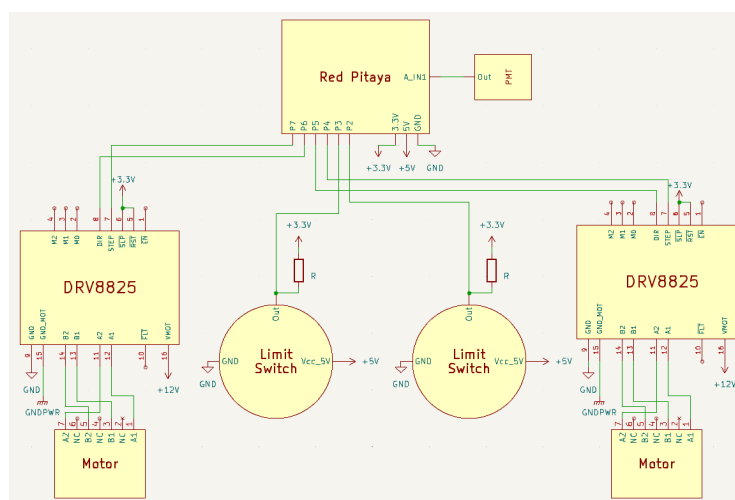 Red Pitaya
A_IN1
Out
PMT
P7
P6
P5
P4
P3
P2
3.3V
5V
GND
+3.3V
+5V
GND
+3.3V
4
3
2
8
7
6
5
1
M2
M1
M0
DIR
STEP
SLP
RST
EN
DRV8825
GND
GND_MOT
B2
B1
A2
A1
FLT
VMOT
9
15
14
13
11
12
10
16
GND
GNDPWR
+12V
7
6
5
4
3
2
1
A2
NC
B2
NC
B1
NC
A1
Motor
+3.3V
R
Out
GND
Limit
Switch
Vcc_5V
+5V
GND
+3.3V
R
Out
GND
Limit
Switch
Vcc_5V
+5V
GND
+3.3V
4
3
2
8
7
6
5
1
M2
M1
M0
DIR
STEP
SLP
RST
EN
DRV8825
GND
GND_MOT
B2
B1
A2
A1
FLT
VMOT
9
15
14
13
11
12
10
16
GND
GNDPWR
+12V
7
6
5
4
3
2
1
A2
NC
B2
NC
B1
NC
A1
Motor